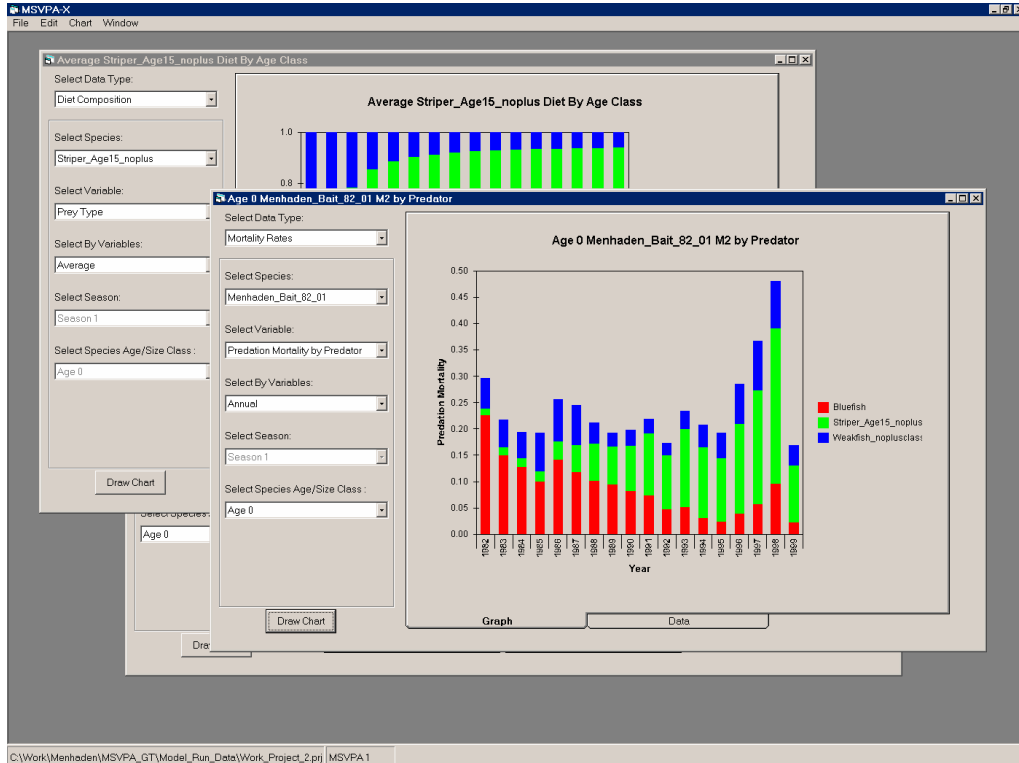 MSVPA-X
File Edit Chart Window
Average Striper_Age15_noplus Diet By Age Class
Select Data Type:
Diet Composition
Select Species:
Striper_Age15_noplus
Select Variable:
Prey Type
Select By Variables:
Average
Select Season:
Season 1
Select Species Age/Size Class :
Age 0
Draw Chart
Average Striper_Age15_noplus Diet By Age Class
1.0
0.8
Age 0 Menhaden_Bait_82_01 M2 by Predator
Select Data Type:
Mortality Rates
Select Species:
Menhaden_Bait_82_01
Select Variable:
Predation Mortality by Predator
Select By Variables:
Annual
Select Season:
Season 1
Select Species Age/Size Class :
Age 0
Draw Chart
Age 0 Menhaden_Bait_82_01 M2 by Predator
Predation Mortality
0.50
0.45
0.40
0.35
0.30
0.25
0.20
0.15
0.10
0.05
0.00
1982 1983 1984 1985 1986 1987 1988 1989 1990 1991 1992 1993 1994 1995 1996 1997 1998 1999
Year
Bluefish
Striper_Age15_noplus
Weakfish_noplusclass
Graph Data
Age 0
Dra
C:\Work\Menhaden\MSVPA_GT\Model_Run_Data\Work_Project_2.prj MSVPA 1